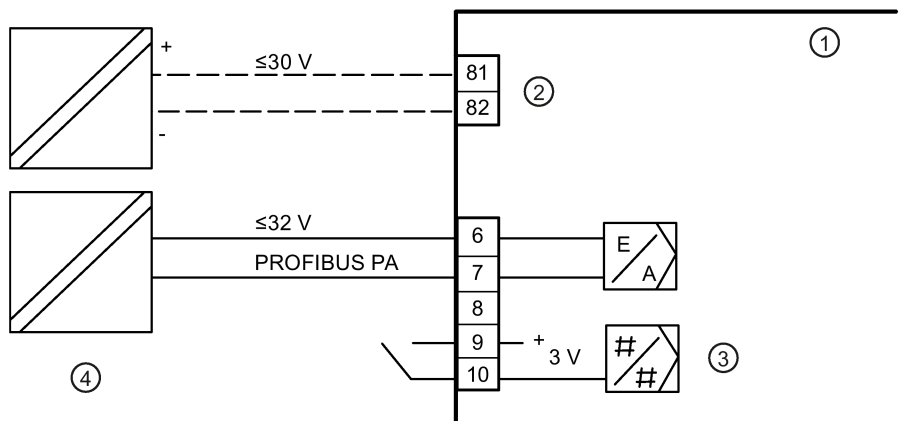 +
≤30 V
-
81
82
①
②
≤32 V
PROFIBUS PA
6
7
8
9
10
E
A
+
3 V
#
#
③
④